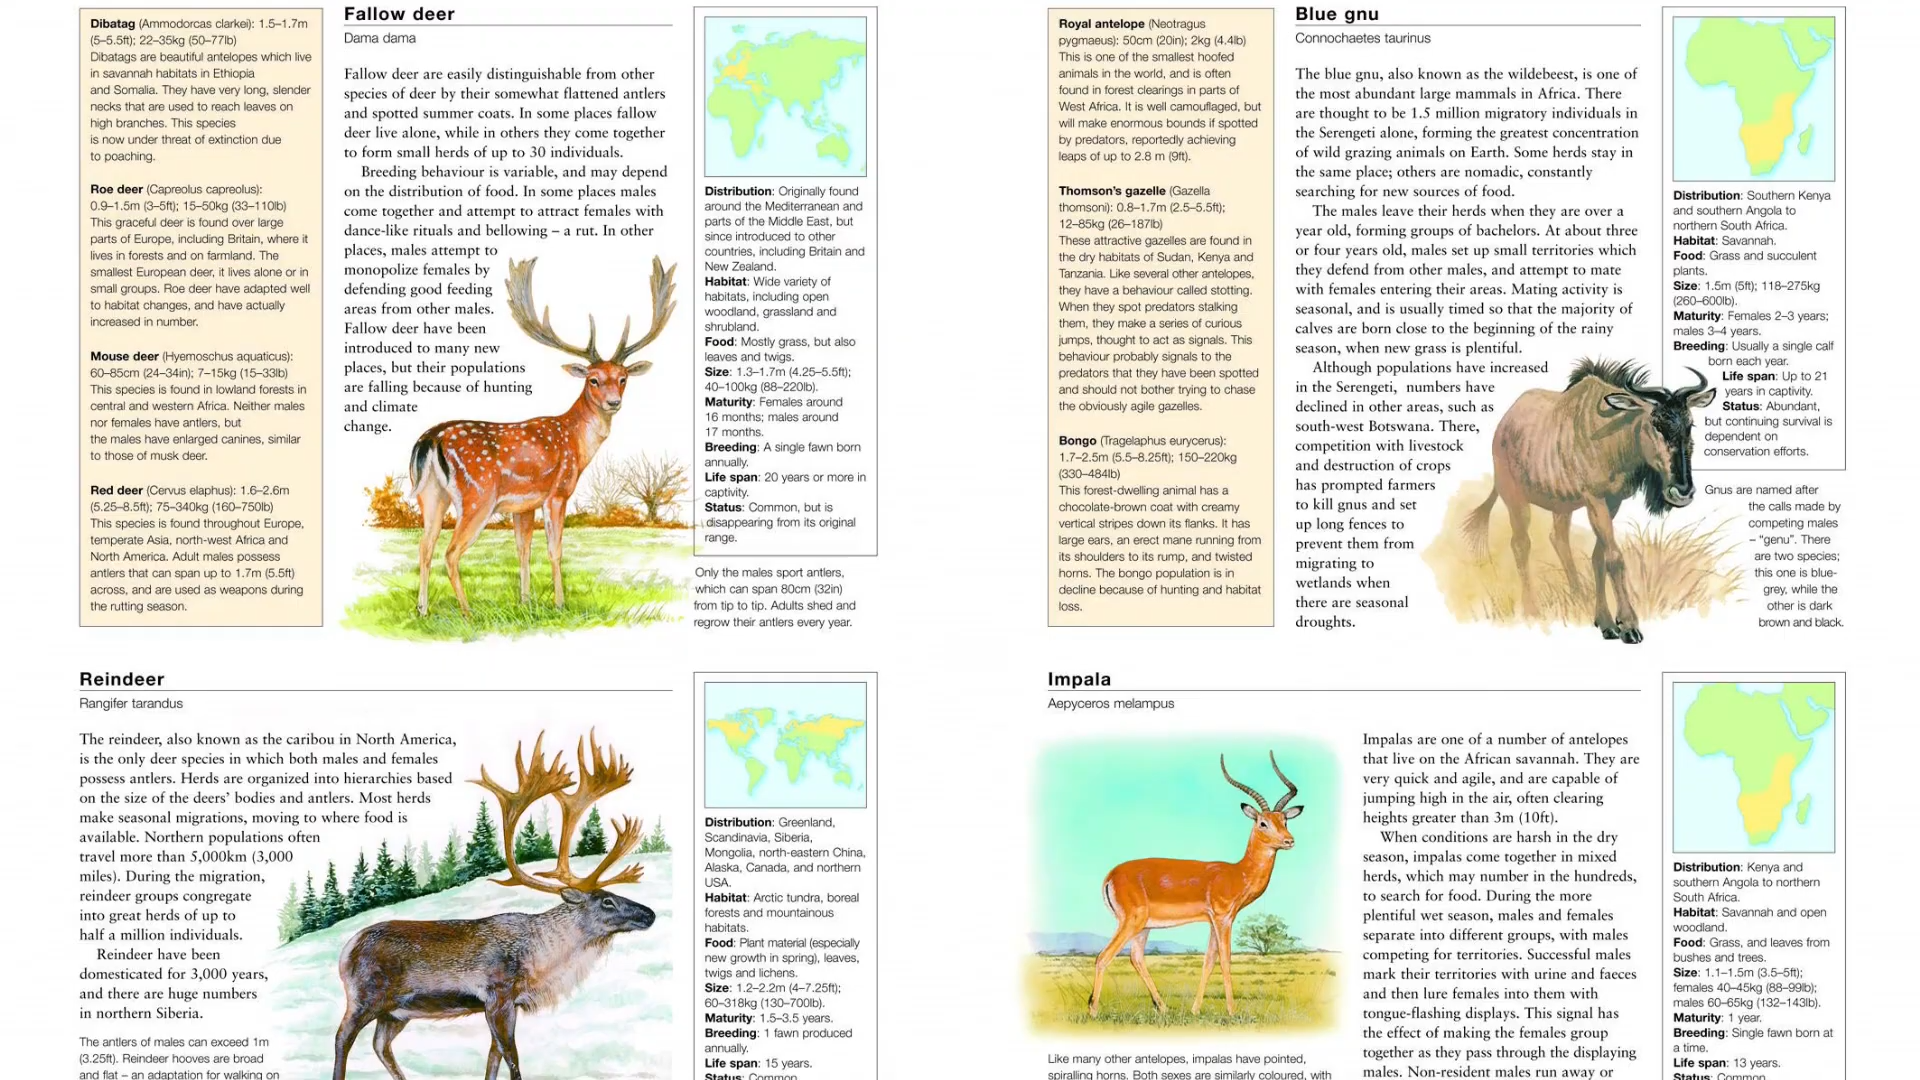 Dibatag (Ammodorcas clarkei): 1.5–1.7m
(5–5.5ft); 22–35kg (50–77lb)
Dibatags are beautiful antelopes which live
in savannah habitats in Ethiopia
and Somalia. They have very long, slender
necks that are used to reach leaves on
high branches. This species
is now under threat of extinction due
to poaching.
Roe deer (Capreolus capreolus):
0.9–1.5m (3–5ft); 15–50kg (33–110lb)
This graceful deer is found over large
parts of Europe, including Britain, where it
lives in forests and on farmland. The
smallest European deer, it lives alone or in
small groups. Roe deer have adapted well
to habitat changes, and have actually
increased in number.
Mouse deer (Hyemoschus aquaticus):
60–85cm (24–34in); 7–15kg (15–33lb)
This species is found in lowland forests in
central and western Africa. Neither males
nor females have antlers, but
the males have enlarged canines, similar
to those of musk deer.
Red deer (Cervus elaphus): 1.6–2.6m
(5.25–8.5ft); 75–340kg (160–750lb)
This species is found throughout Europe,
temperate Asia, north-west Africa and
North America. Adult males possess
antlers that can span up to 1.7m (5.5ft)
across, and are used as weapons during
the rutting season.
Fallow deer
Dama dama
Fallow deer are easily distinguishable from other
species of deer by their somewhat flattened antlers
and spotted summer coats. In some places fallow
deer live alone, while in others they come together
to form small herds of up to 30 individuals.
Breeding behaviour is variable, and may depend
on the distribution of food. In some places males
come together and attempt to attract females with
dance-like rituals and bellowing – a rut. In other
places, males attempt to
monopolize females by
defending good feeding
areas from other males.
Fallow deer have been
introduced to many new
places, but their populations
are falling because of hunting
and climate
change.
Distribution: Originally found
around the Mediterranean and
parts of the Middle East, but
since introduced to other
countries, including Britain and
New Zealand.
Habitat: Wide variety of
habitats, including open
woodland, grassland and
shrubland.
Food: Mostly grass, but also
leaves and twigs.
Size: 1.3–1.7m (4.25–5.5ft);
40–100kg (88–220lb).
Maturity: Females around
16 months; males around
17 months.
Breeding: A single fawn born
annually.
Life span: 20 years or more in
captivity.
Status: Common, but is
disappearing from its original
range.
Only the males sport antlers,
which can span 80cm (32in)
from tip to tip. Adults shed and
regrow their antlers every year.
Royal antelope (Neotragus
pygmaeus): 50cm (20in); 2kg (4.4lb)
This is one of the smallest hoofed
animals in the world, and is often
found in forest clearings in parts of
West Africa. It is well camouflaged, but
will make enormous bounds if spotted
by predators, reportedly achieving
leaps of up to 2.8 m (9ft).
Thomson's gazelle (Gazella
thomsoni): 0.8–1.7m (2.5–5.5ft);
12–85kg (26–187lb)
These attractive gazelles are found in
the dry habitats of Sudan, Kenya and
Tanzania. Like several other antelopes,
they have a behaviour called stotting.
When they spot predators stalking
them, they make a series of curious
jumps, thought to act as signals. This
behaviour probably signals to the
predators that they have been spotted
and should not bother trying to chase
the obviously agile gazelles.
Bongo (Tragelaphus eurycerus):
1.7–2.5m (5.5–8.25ft); 150–220kg
(330–484lb)
This forest-dwelling animal has a
chocolate-brown coat with creamy
vertical stripes down its flanks. It has
large ears, an erect mane running from
its shoulders to its rump, and twisted
horns. The bongo population is in
decline because of hunting and habitat
loss.
Blue gnu
Connochaetes taurinus
The blue gnu, also known as the wildebeest, is one of
the most abundant large mammals in Africa. There
are thought to be 1.5 million migratory individuals in
the Serengeti alone, forming the greatest concentration
of wild grazing animals on Earth. Some herds stay in
the same place; others are nomadic, constantly
searching for new sources of food.
The males leave their herds when they are over a
year old, forming groups of bachelors. At about three
or four years old, males set up small territories which
they defend from other males, and attempt to mate
with females entering their areas. Mating activity is
seasonal, and is usually timed so that the majority of
calves are born close to the beginning of the rainy
season, when new grass is plentiful.
Although populations have increased
in the Serengeti, numbers have
declined in other areas, such as
south-west Botswana. There,
competition with livestock
and destruction of crops
has prompted farmers
to kill gnus and set
up long fences to
prevent them from
migrating to
wetlands when
there are seasonal
droughts.
Distribution: Southern Kenya
and southern Angola to
northern South Africa.
Habitat: Savannah.
Food: Grass and succulent
plants.
Size: 1.5m (5ft); 118–275kg
(260–600lb).
Maturity: Females 2–3 years;
males 3–4 years.
Breeding: Usually a single calf
born each year.
Life span: Up to 21
years in captivity.
Status: Abundant,
but continuing survival is
dependent on
conservation efforts.
Gnus are named after
the calls made by
competing males
– "genu". There
are two species;
this one is blue-
grey, while the
other is dark
brown and black.
Reindeer
Rangifer tarandus
The reindeer, also known as the caribou in North America,
is the only deer species in which both males and females
possess antlers. Herds are organized into hierarchies based
on the size of the deers' bodies and antlers. Most herds
make seasonal migrations, moving to where food is
available. Northern populations often
travel more than 5,000km (3,000
miles). During the migration,
reindeer groups congregate
into great herds of up to
half a million individuals.
Reindeer have been
domesticated for 3,000 years,
and there are huge numbers
in northern Siberia.
The antlers of males can exceed 1m
(3.25ft). Reindeer hooves are broad
and flat – an adaptation for walking on
Distribution: Greenland,
Scandinavia, Siberia,
Mongolia, north-eastern China,
Alaska, Canada, and northern
USA.
Habitat: Arctic tundra, boreal
forests and mountainous
habitats.
Food: Plant material (especially
new growth in spring), leaves,
twigs and lichens.
Size: 1.2–2.2m (4–7.25ft);
60–318kg (130–700lb).
Maturity: 1.5–3.5 years.
Breeding: 1 fawn produced
annually.
Life span: 15 years.
Status: Common.
Impala
Aepyceros melampus
Impalas are one of a number of antelopes
that live on the African savannah. They are
very quick and agile, and are capable of
jumping high in the air, often clearing
heights greater than 3m (10ft).
When conditions are harsh in the dry
season, impalas come together in mixed
herds, which may number in the hundreds,
to search for food. During the more
plentiful wet season, males and females
separate into different groups, with males
competing for territories. Successful males
mark their territories with urine and faeces
and then lure females into them with
tongue-flashing displays. This signal has
the effect of making the females group
together as they pass through the displaying
males. Non-resident males run away or
Like many other antelopes, impalas have pointed,
spiralling horns. Both sexes are similarly coloured, with
Distribution: Kenya and
southern Angola to northern
South Africa.
Habitat: Savannah and open
woodland.
Food: Grass, and leaves from
bushes and trees.
Size: 1.1–1.5m (3.5–5ft);
females 40–45kg (88–99lb);
males 60–65kg (132–143lb).
Maturity: 1 year.
Breeding: Single fawn born at
a time.
Life span: 13 years.
Status: Common.